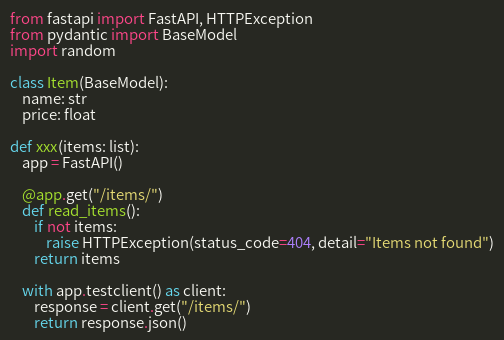 from fastapi import FastAPI, HTTPException
from pydantic import BaseModel
import random

class Item(BaseModel):
    name: str
    price: float

def xxx(items: list):
    app = FastAPI()

    @app.get("/items/")
    def read_items():
        if not items:
            raise HTTPException(status_code=404, detail="Items not found")
        return items

    with app.testclient() as client:
        response = client.get("/items/")
        return response.json()